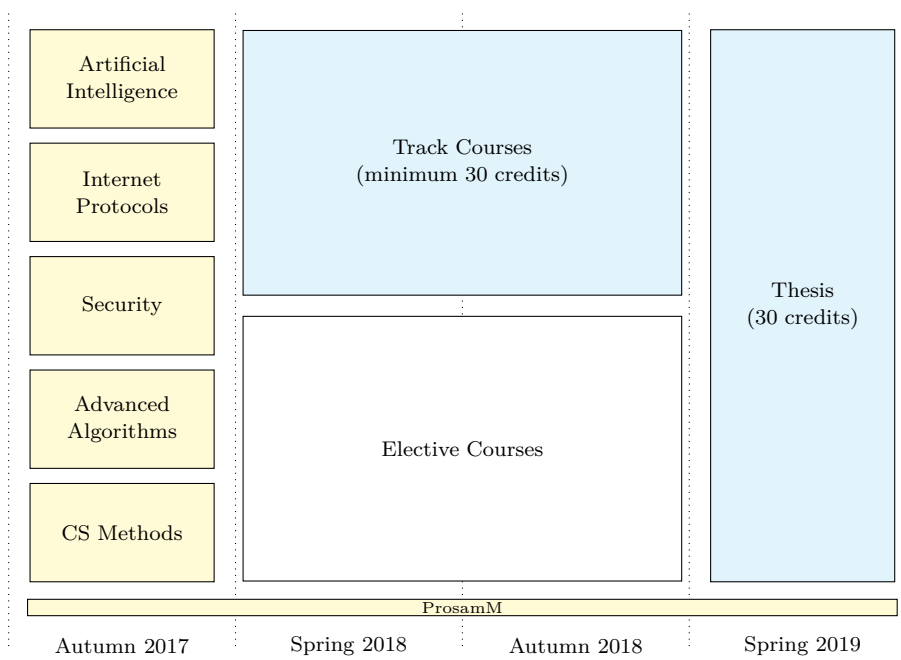 Artificial
Intelligence
Internet
Protocols
Security
Advanced
Algorithms
CS Methods
Track Courses
(minimum 30 credits)
Elective Courses
Thesis
(30 credits)
ProsamM
Autumn 2017
Spring 2018
Autumn 2018
Spring 2019